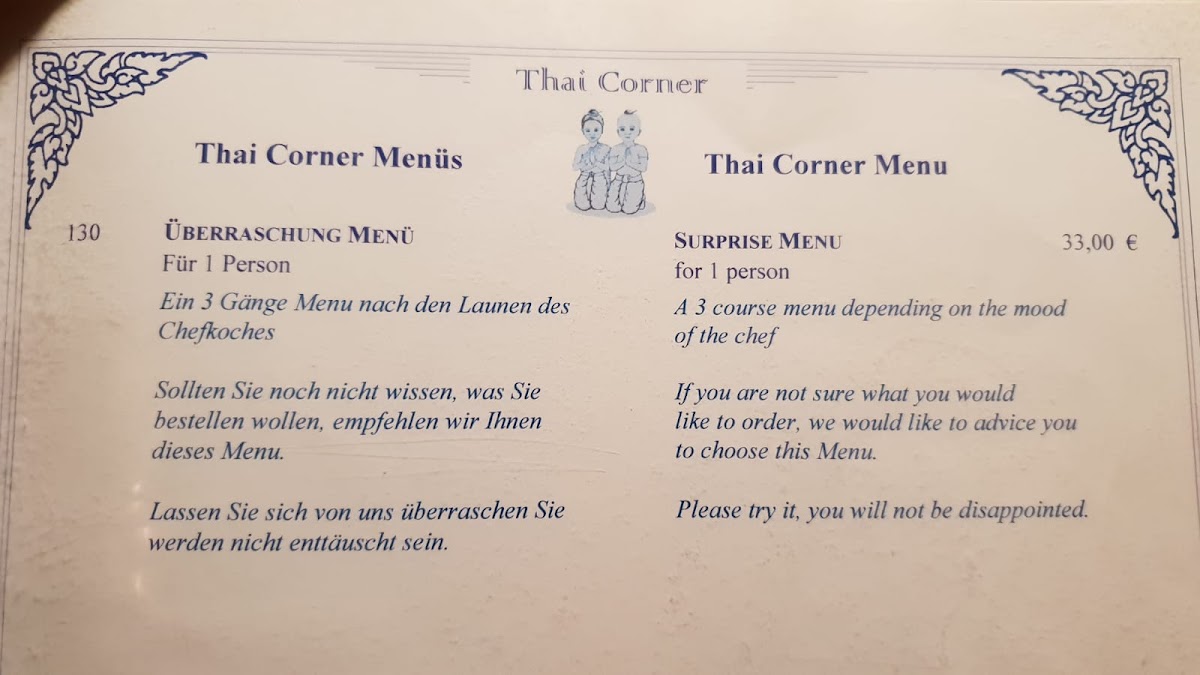 Thai Corner
Thai Corner Menüs
130
ÜBERRASCHUNG MENÜ
Für 1 Person
Ein 3 Gänge Menu nach den Launen des
Chefkoches
Sollten Sie noch nicht wissen, was Sie
bestellen wollen, empfehlen wir Ihnen
dieses Menu.
Lassen Sie sich von uns überraschen Sie
werden nicht enttäuscht sein.
Thai Corner Menu
SURPRISE MENU
33,00 €
for 1 person
A 3 course menu depending on the mood
of the chef
If you are not sure what you would
like to order, we would like to advice you
to choose this Menu.
Please try it, you will not be disappointed.